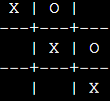 X | O |
---+---+---
| X | O
---+---+---
| | X